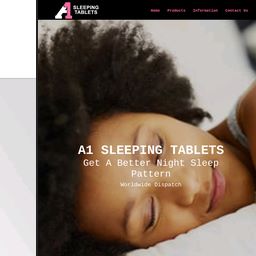 A1 SLEEPING
TABLETS
Home Products Information Contact Us
A1 SLEEPING TABLETS
Get A Better Night Sleep
Pattern
Worldwide Dispatch